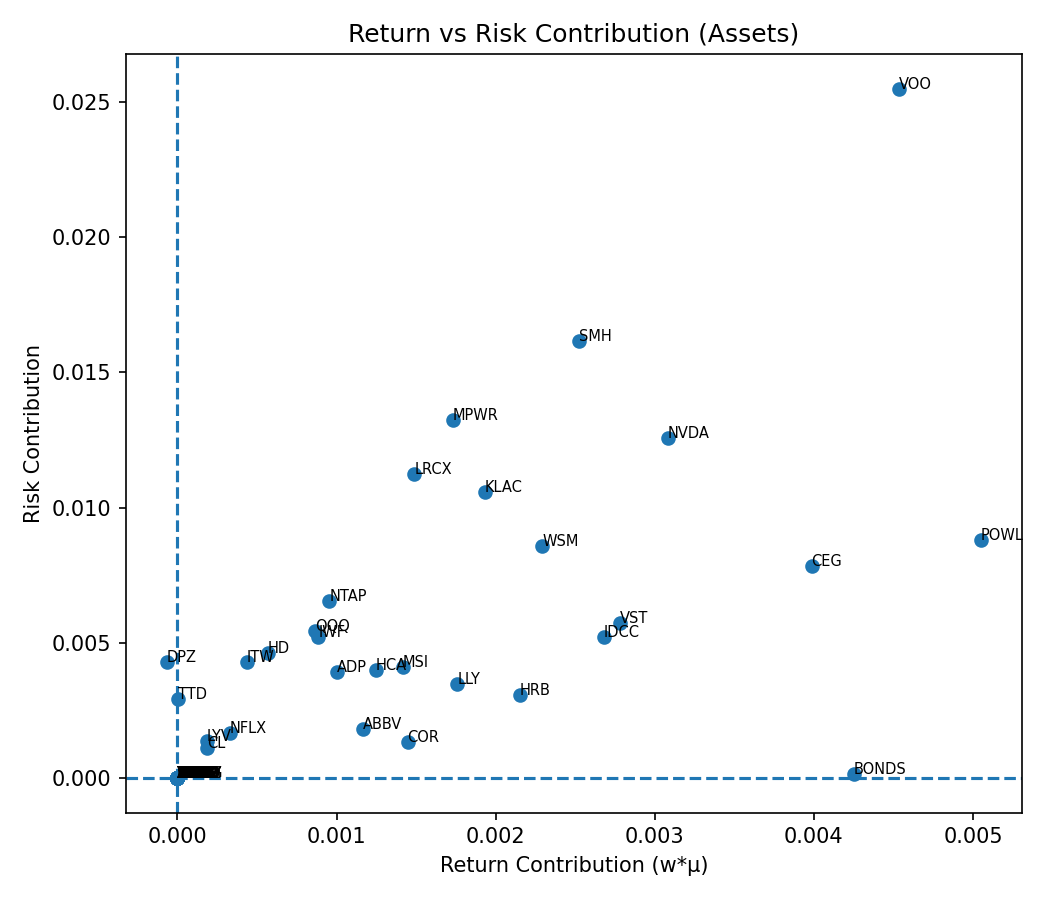 Return vs Risk Contribution (Assets)
VOO
0.025
0.020
SMH
0.015
MPWR
NVDA
LRCX
KLAC
0.010
POWL
WSM
CEG
NTAP
VST
QQQ
IWF
IDCC
0.005
HD
DPZ
ITW
HCA
MSI
ADP
LLY
HRB
TTD
NFLX
ABBV
LYV
COR
CL
BONDS
0.000
0.000
0.001
0.002
0.003
0.004
0.005
Risk Contribution
Return Contribution (w*μ)